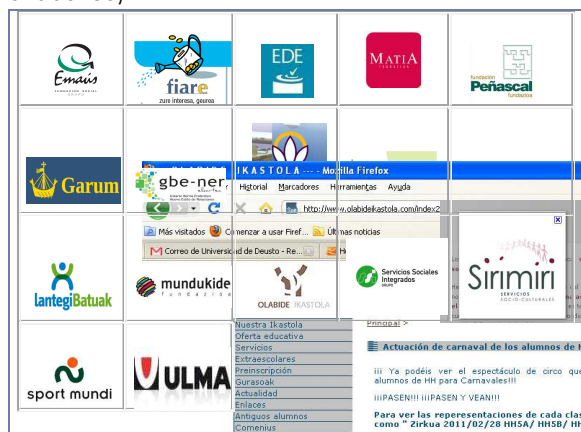 Emaús
FUNDACIÓN SOCIAL
GRUPO
fiare
zure interesa, geurea
EDE
MATIA
fundación
Peñascal
fundazioa
Garum
IKASTOLA --- - Mozilla Firefox
gbe-ner
Historial Marcadores Herramientas Ayuda
http://www.olabideikastola.com/index2
Más visitados Comenzar a usar Firef... Últimas noticias
Correo de Universidad de Deusto - Re...
LantegiBatuak
mundukide
fundazioa
OLABIDE IKASTOLA
Servicios Sociales
Integrados
GRUPO
Sirimiri
SERVICIOS
SOCIO-CULTURALES
sport mundi
ULMA
Nuestra Ikastola
Oferta educativa
Servicios
Extraescolares
Preinscripción
Gurasoak
Actualidad
Enlaces
Antiguos alumnos
Comenius
Principal >
Actuación de carnaval de los alumnos de
¡¡¡ Ya podéis ver el espectáculo de circo que
alumnos de HH para Carnavales!!!
¡¡¡PASEN!!! ¡¡¡PASEN Y VEAN!!!
Para ver las reperesentaciones de cada
como " Zirkua 2011/02/28 HH5A/ HH5B/